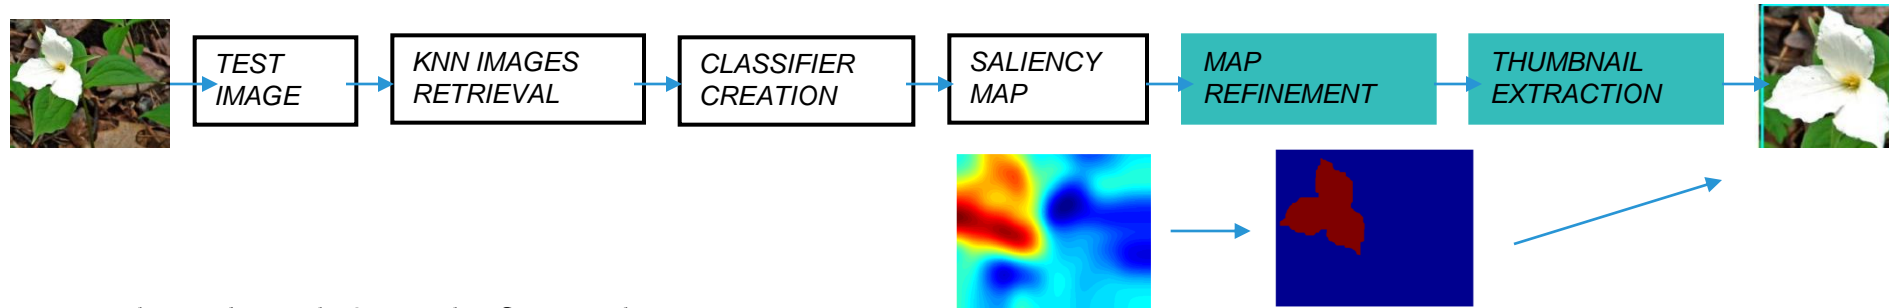 TEST
IMAGE
KNN IMAGES
RETRIEVAL
CLASSIFIER
CREATION
SALIENCY
MAP
MAP
REFINEMENT
THUMBNAIL
EXTRACTION